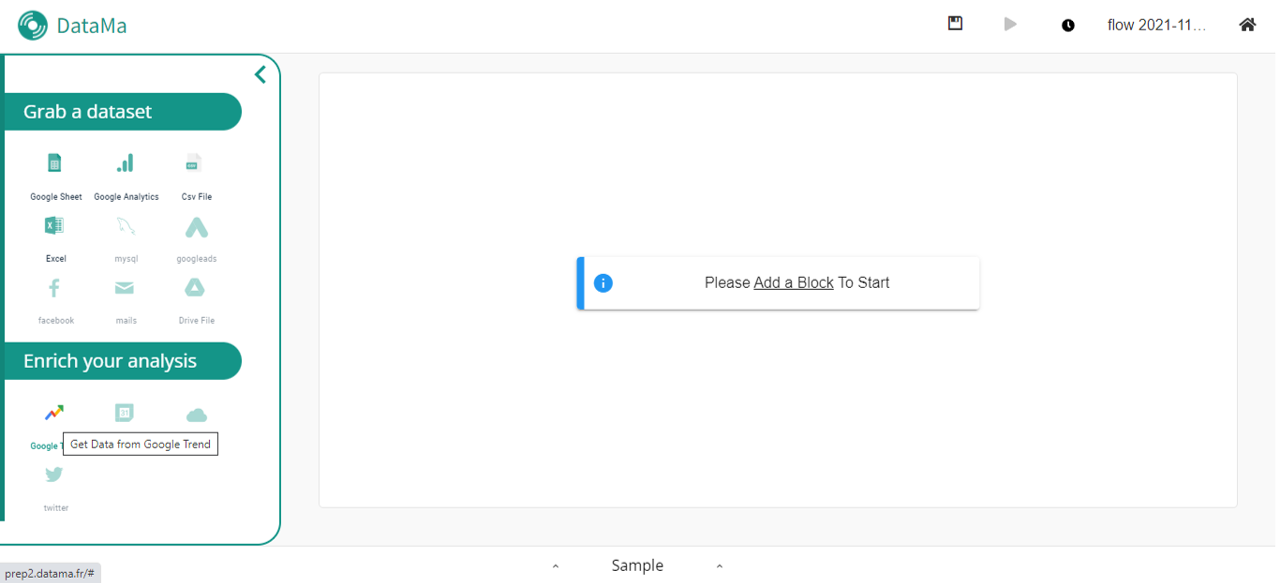 DataMa
flow 2021-11...
Grab a dataset
Google Sheet Google Analytics Csv File
Excel mysql googleads
facebook mails Drive File
Please Add a Block To Start
Enrich your analysis
31
Google T
Get Data from Google Trend
twitter
Sample
prep2.datama.fr/#